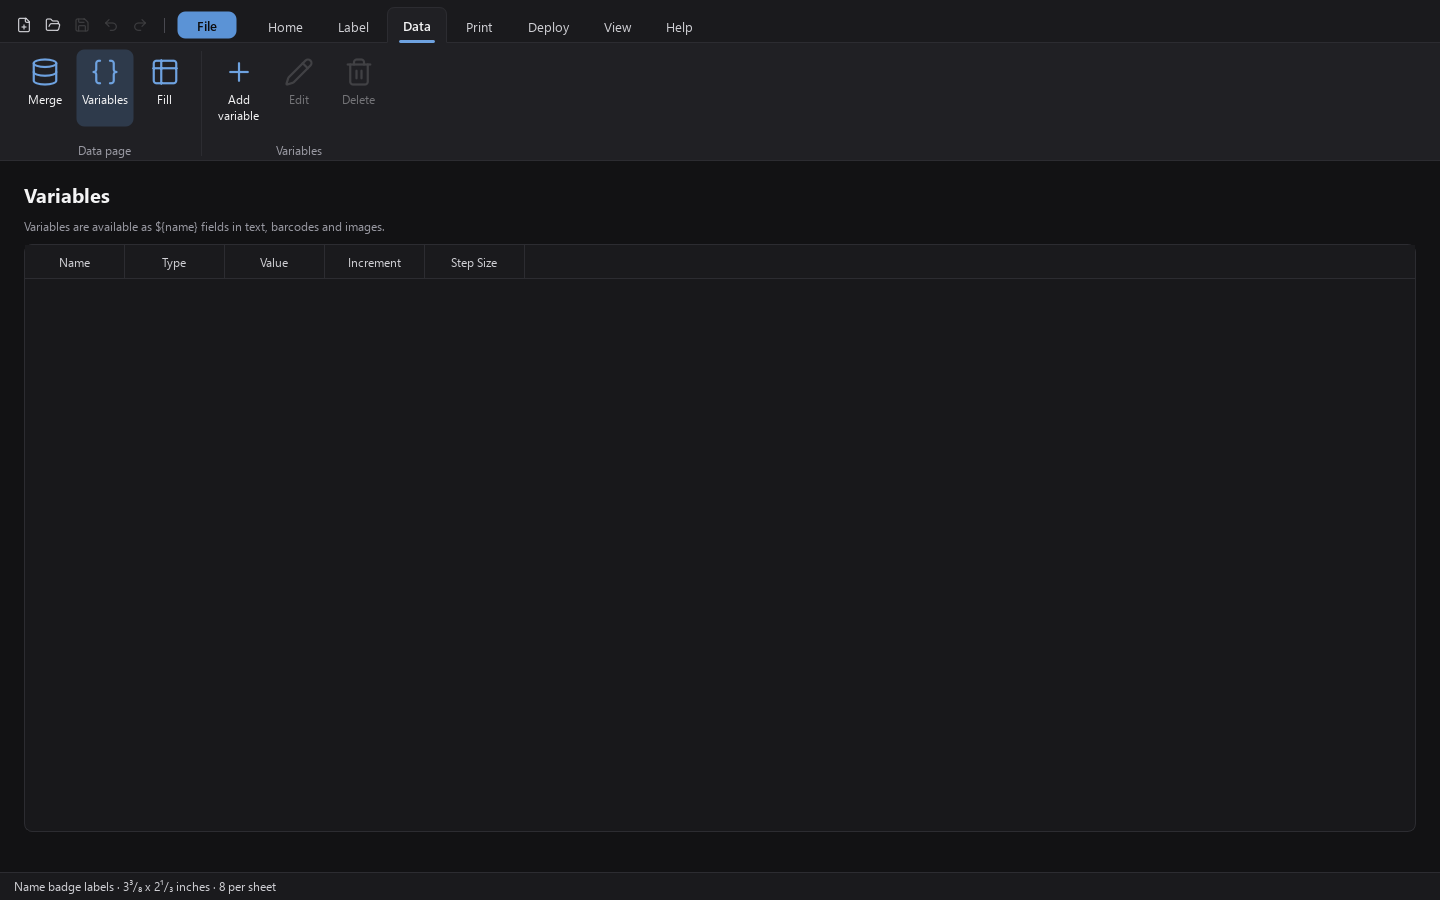 File
Home
Label
Data
Print
Deploy
View
Help
Merge
Variables
Fill
Add
variable
Edit
Delete
Data page
Variables
Variables
Variables are available as ${name} fields in text, barcodes and images.
Name
Type
Value
Increment
Step Size
Name badge labels · 3³/₈ x 2¹/₃ inches · 8 per sheet